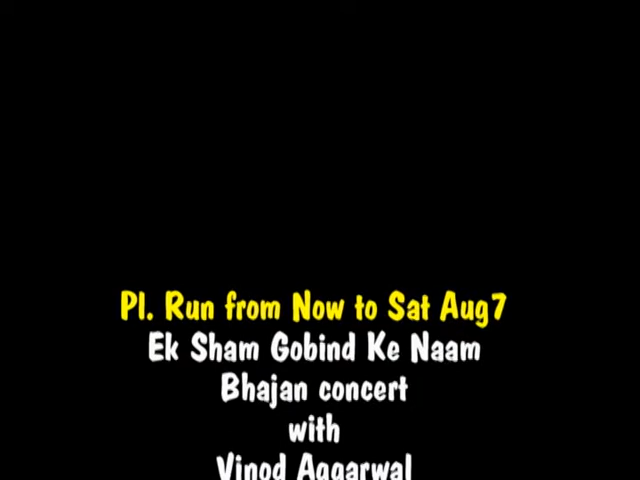 Pl. Run from Now to Sat Aug7
Ek Sham Gobind Ke Naam
Bhajan concert
with
Vinod Aggarwal